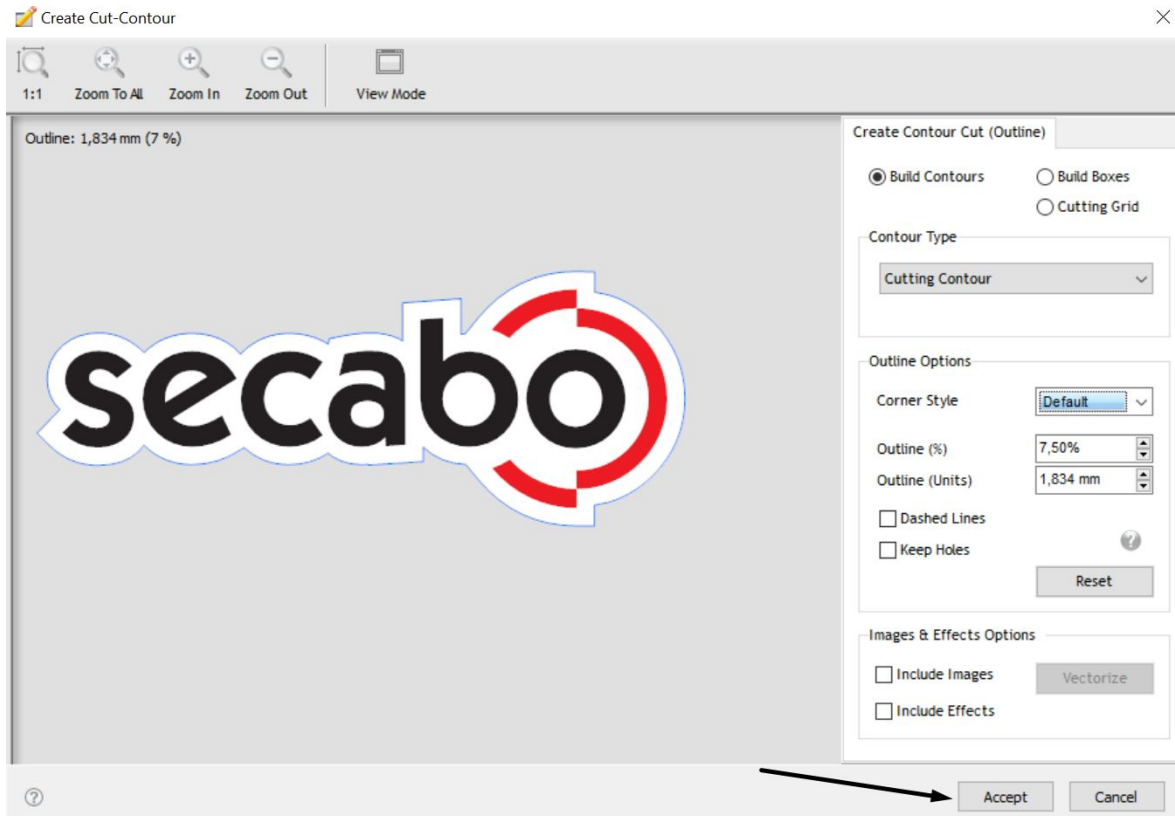 Create Cut-Contour
1:1 Zoom To All Zoom In Zoom Out View Mode
Outline: 1,834 mm (7 %)
secabo
Create Contour Cut (Outline)
Build Contours Build Boxes
Cutting Grid
Contour Type
Cutting Contour
Outline Options
Corner Style Default
Outline (%) 7,50%
Outline (Units) 1,834 mm
Dashed Lines
Keep Holes
?
Reset
Images & Effects Options
Include Images Vectorize
Include Effects
? Accept Cancel